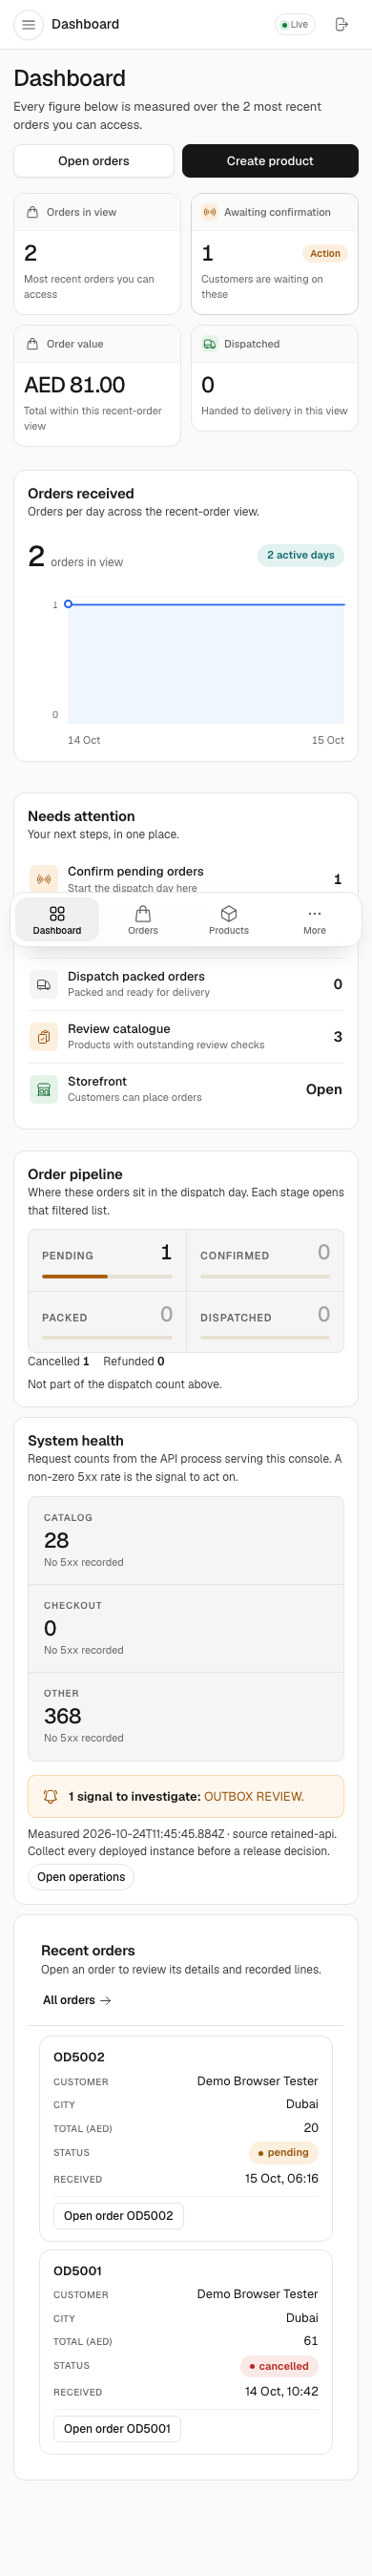 Dashboard
Live
Dashboard
Every figure below is measured over the 2 most recent
orders you can access.
Open orders
Create product
Orders in view
2
Most recent orders you can
access
Awaiting confirmation
1
Action
Customers are waiting on
these
Order value
AED 81.00
Total within this recent-order
view
Dispatched
0
Handed to delivery in this view
Orders received
Orders per day across the recent-order view.
2 orders in view
2 active days
1
0
14 Oct
15 Oct
Needs attention
Your next steps, in one place.
Confirm pending orders
Start the dispatch day here
1
Dashboard
Orders
Products
More
Dispatch packed orders
Packed and ready for delivery
0
Review catalogue
Products with outstanding review checks
3
Storefront
Customers can place orders
Open
Order pipeline
Where these orders sit in the dispatch day. Each stage opens
that filtered list.
PENDING
1
CONFIRMED
0
PACKED
0
DISPATCHED
0
Cancelled 1 Refunded 0
Not part of the dispatch count above.
System health
Request counts from the API process serving this console. A
non-zero 5xx rate is the signal to act on.
CATALOG
28
No 5xx recorded
CHECKOUT
0
No 5xx recorded
OTHER
368
No 5xx recorded
1 signal to investigate: OUTBOX REVIEW.
Measured 2026-10-24T11:45:45.884Z · source retained-api.
Collect every deployed instance before a release decision.
Open operations
Recent orders
Open an order to review its details and recorded lines.
All orders →
OD5002
CUSTOMER Demo Browser Tester
CITY Dubai
TOTAL (AED) 20
STATUS pending
RECEIVED 15 Oct, 06:16
Open order OD5002
OD5001
CUSTOMER Demo Browser Tester
CITY Dubai
TOTAL (AED) 61
STATUS cancelled
RECEIVED 14 Oct, 10:42
Open order OD5001